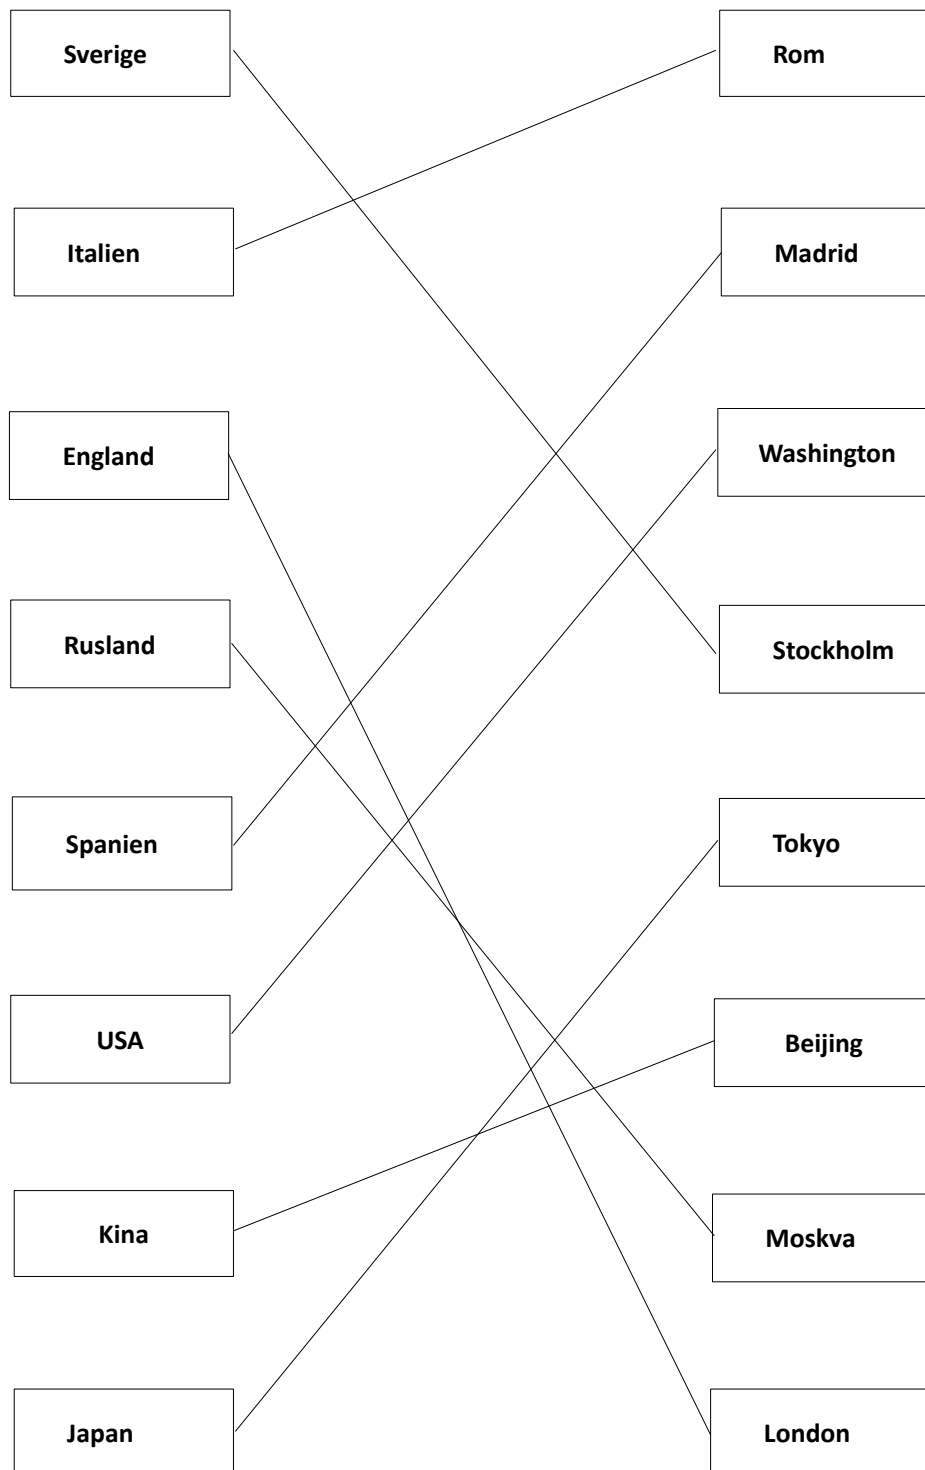 Sverige
Rom
Italien
Madrid
England
Washington
Rusland
Stockholm
Spanien
Tokyo
USA
Beijing
Kina
Moskva
Japan
London